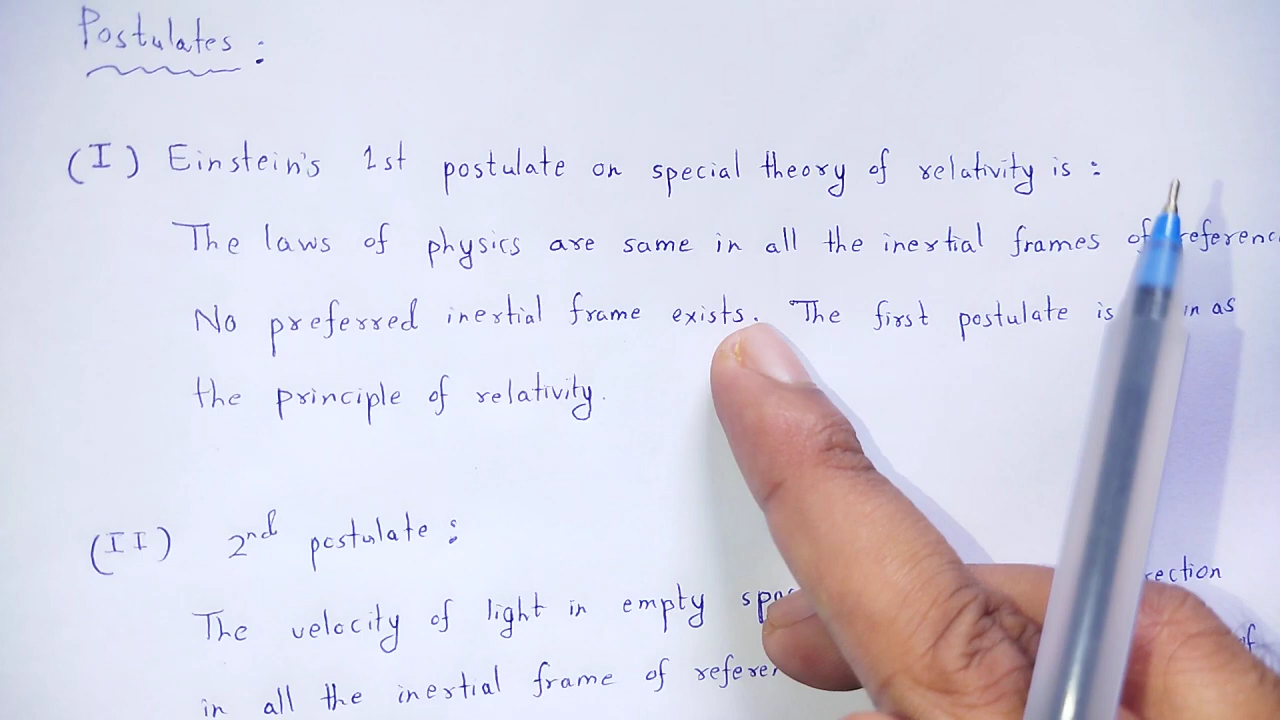 Postulates :
(I) Einstein's 1st postulate on special theory of relativity is :
The laws of physics are same in all the inertial frames of referenc
No preferred inertial frame exists. The first postulate is as
the principle of relativity.
(II) 2nd postulate :
The velocity of light in empty
in all the inertial frame of